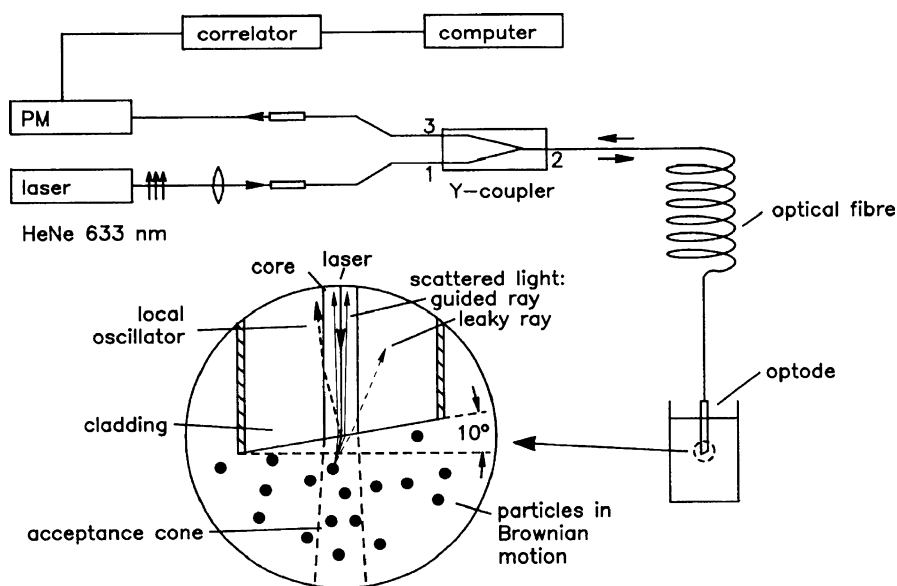 correlator
computer
PM
3
1
2
Y-coupler
laser
HeNe 633 nm
optical fibre
laser
core
scattered light:
guided ray
leaky ray
local
oscillator
optode
cladding
10°
acceptance cone
particles in
Brownian
motion